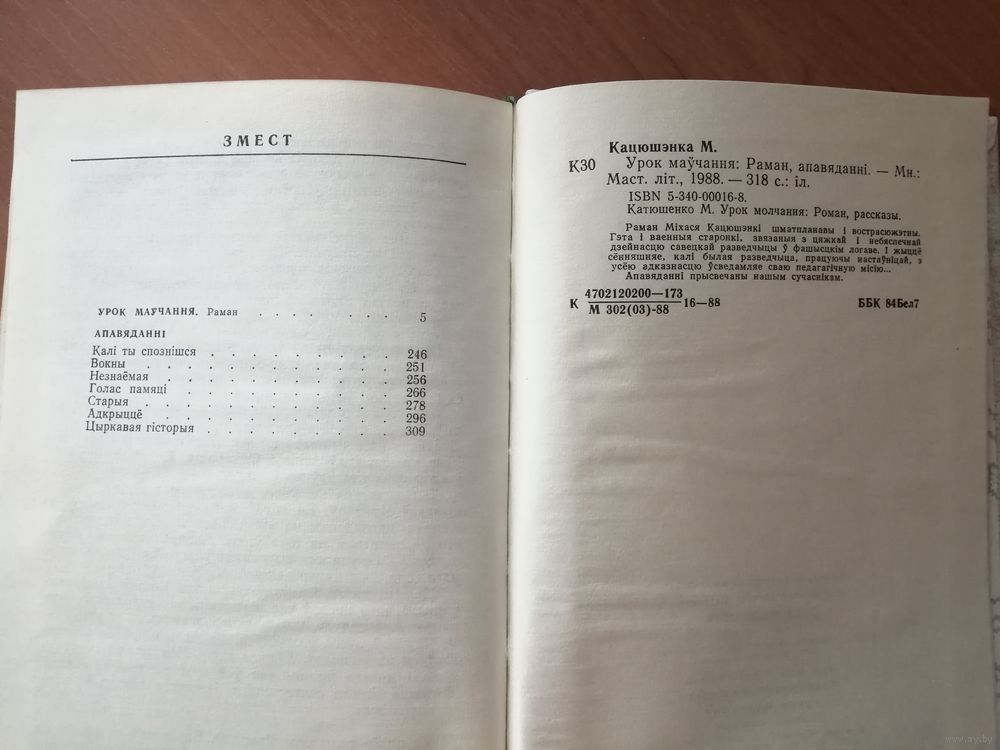 ЗМЕСТ
УРОК МАЎЧАННЯ. Раман . . . . . . . 5
АПАВЯДАННІ
Калі ты спознішся . . . . . . . . . 246
Вокны . . . . . . . . . . 251
Незнаёмая . . . . . . . . . 256
Голас памяці . . . . . . . . . 266
Старыя . . . . . . . . . . 278
Адкрыццё . . . . . . . . . 296
Цыркавая гісторыя . . . . . . . . 309
Кацюшэнка М.
К30 Урок маўчання: Раман, апавяданні. — Мн.:
Маст. літ., 1988. — 318 с.: іл.
ISBN 5-340-00016-8.
Катюшенко М. Урок молчания: Роман, рассказы.
Раман Міхася Кацюшэнкі шматпланавы і вострасюжэтны.
Гэта і ваенныя старонкі, звязаныя з цяжкай і небяспечнай
дзейнасцю савецкай разведчыцы ў фашысцкім логаве. І жыццё
сённяшняе, калі былая разведчыца, працуючы настаўніцай, з
усёю адказнасцю ўсведамляе сваю педагагічную місію...
Апавяданні прысвечаны нашым сучаснікам.
К 4702120200—173 16—88 ББК 84Бел7
М 302(03)-88
www.ay.by